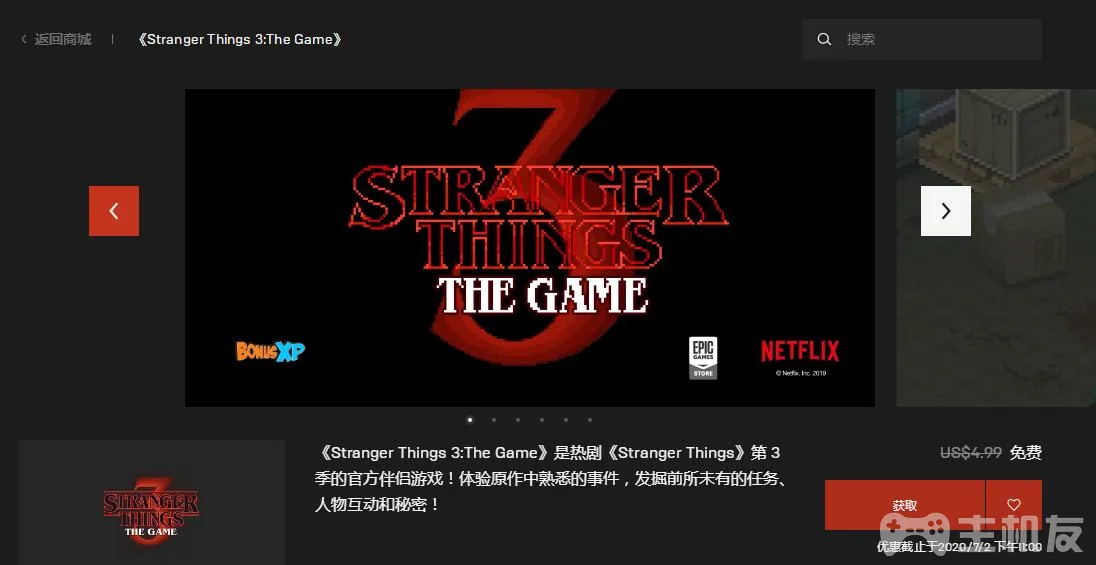 返回商城
《Stranger Things 3:The Game》
搜索
3
STRANGER
THINGS
THE GAME
BONUSXP
EPIC
GAMES
STORE
NETFLIX
© Netflix, Inc. 2019
3
STRANGER
THINGS
THE GAME
《Stranger Things 3:The Game》是热剧《Stranger Things》第 3
季的官方伴侣游戏！体验原作中熟悉的事件，发掘前所未有的任务、
人物互动和秘密！
US$4.99 免费
获取
主机友
优惠截止于2020/7/2 下午11:00